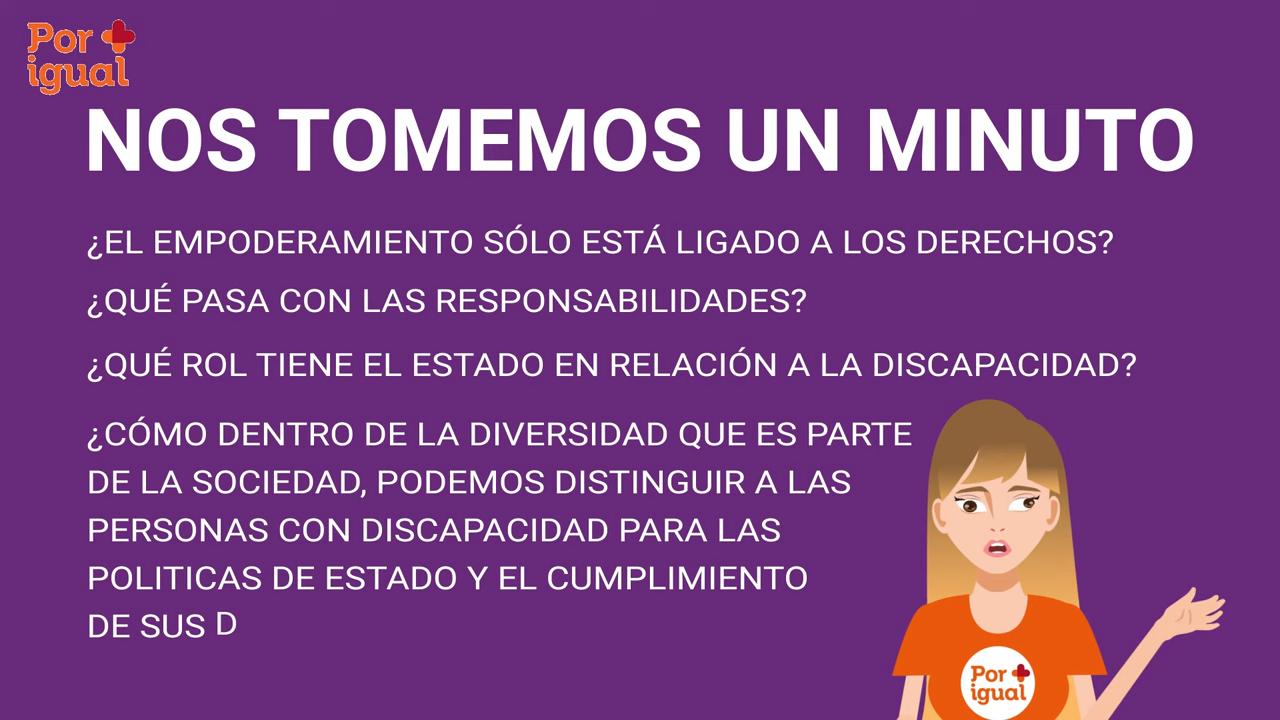 Por
igual
NOS TOMEMOS UN MINUTO
¿EL EMPODERAMIENTO SÓLO ESTÁ LIGADO A LOS DERECHOS?
¿QUÉ PASA CON LAS RESPONSABILIDADES?
¿QUÉ ROL TIENE EL ESTADO EN RELACIÓN A LA DISCAPACIDAD?
¿CÓMO DENTRO DE LA DIVERSIDAD QUE ES PARTE
DE LA SOCIEDAD, PODEMOS DISTINGUIR A LAS
PERSONAS CON DISCAPACIDAD PARA LAS
POLITICAS DE ESTADO Y EL CUMPLIMIENTO
DE SUS D
Por
igual